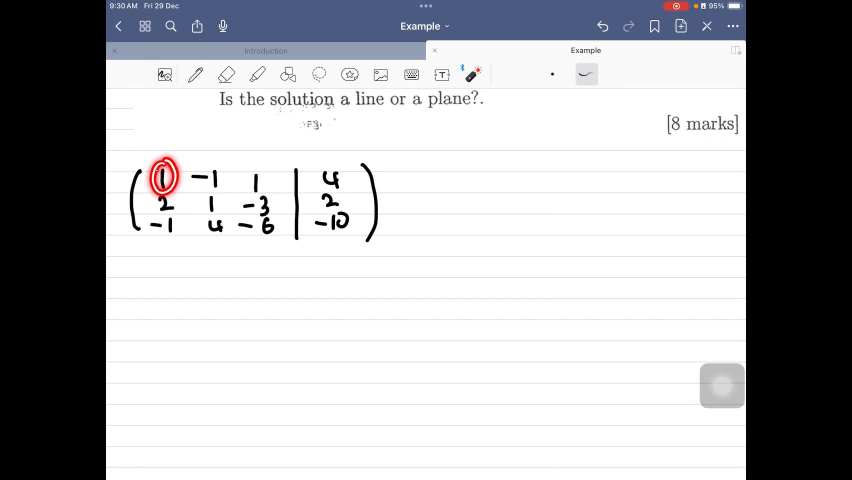 9:30 AM Fri 29 Dec
95%
Example
Introduction
Example
Is the solution a line or a plane?.
[8 marks]
1 -1 1 | 4
2 1 -3 | 2
-1 4 -6 | -10